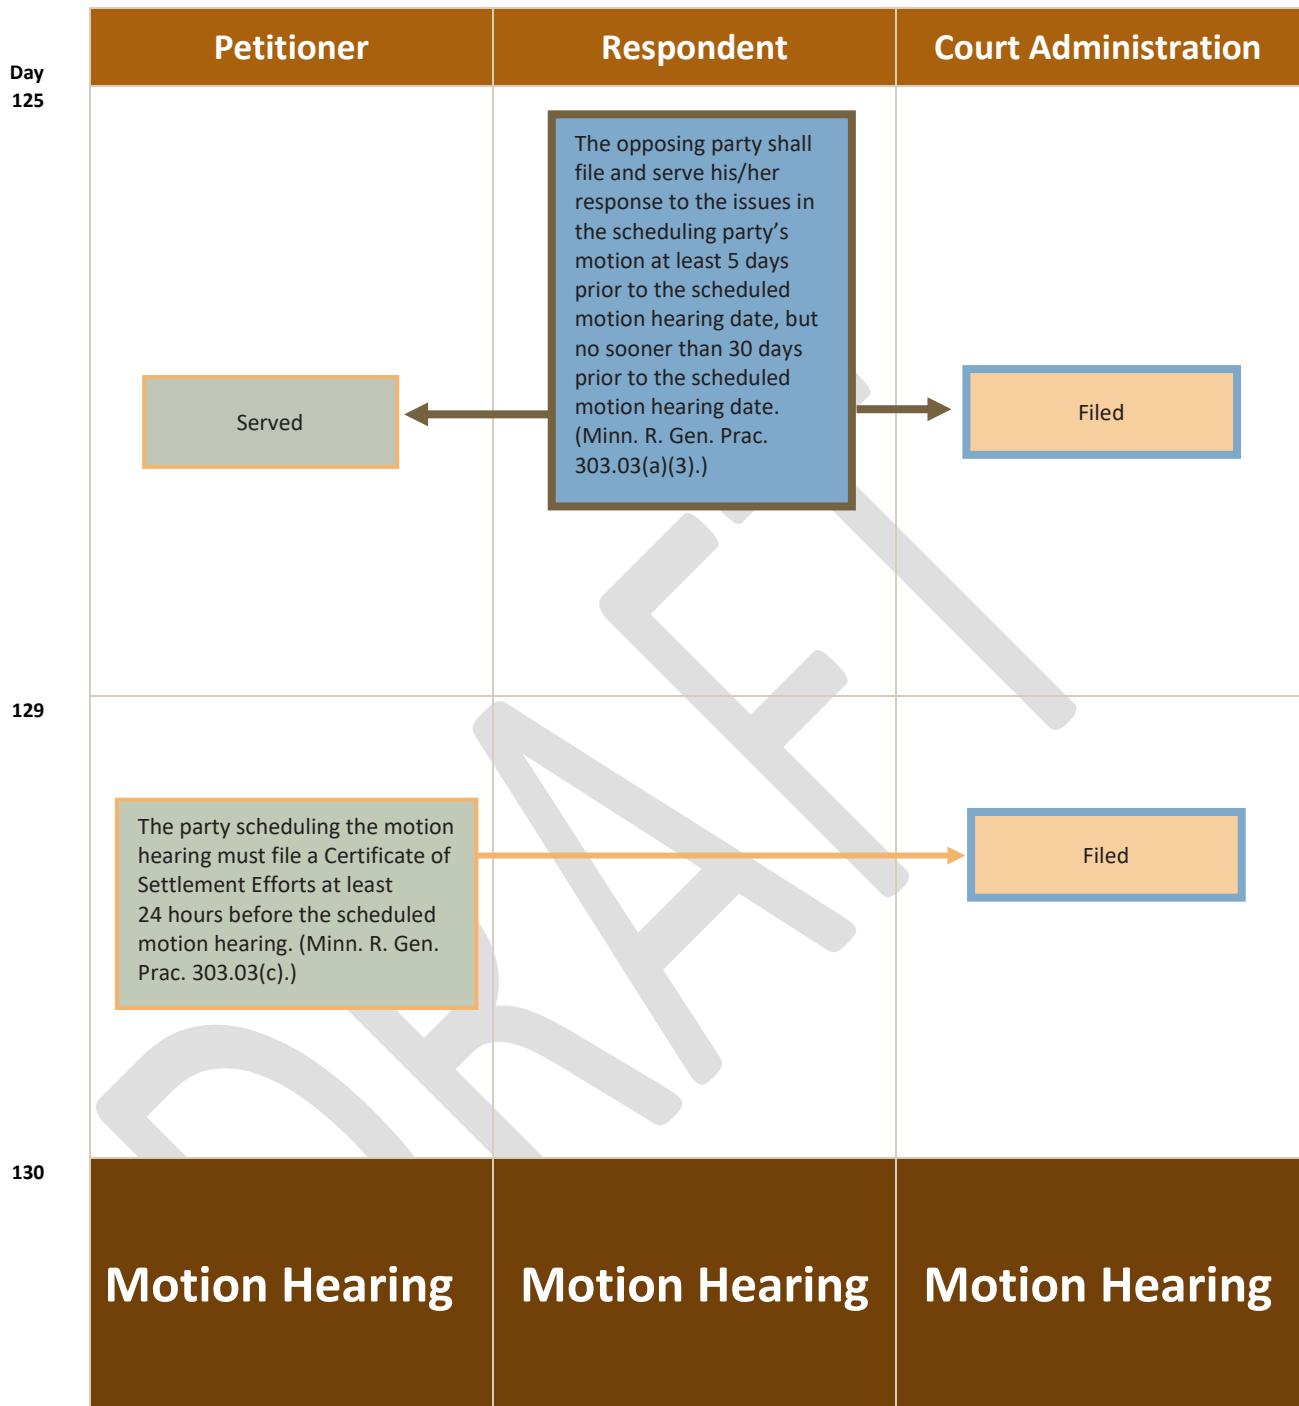 Petitioner
Respondent
Court Administration
Day
125
The opposing party shall
file and serve his/her
response to the issues in
the scheduling party’s
motion at least 5 days
prior to the scheduled
motion hearing date, but
no sooner than 30 days
prior to the scheduled
motion hearing date.
(Minn. R. Gen. Prac.
303.03(a)(3).)
Served
Filed
129
The party scheduling the motion
hearing must file a Certificate of
Settlement Efforts at least
24 hours before the scheduled
motion hearing. (Minn. R. Gen.
Prac. 303.03(c).)
Filed
130
Motion Hearing
Motion Hearing
Motion Hearing
DRAFT